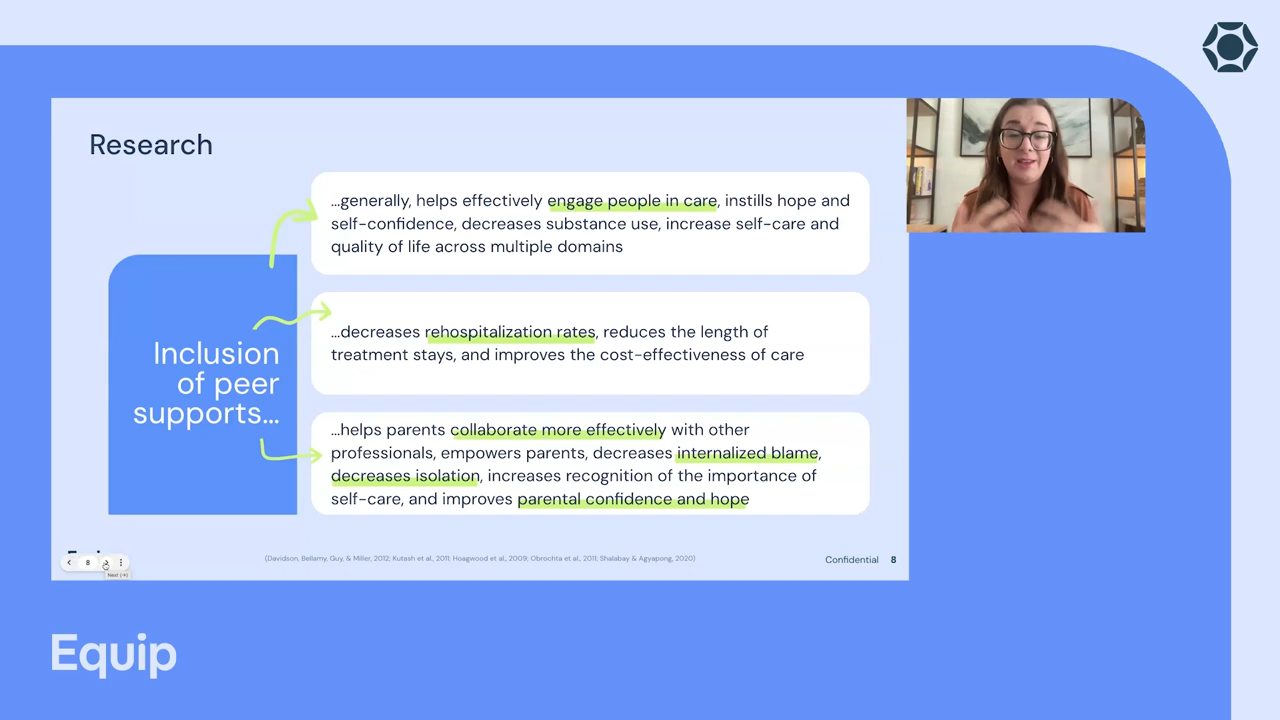 Research
...generally, helps effectively engage people in care, instills hope and
self-confidence, decreases substance use, increase self-care and
quality of life across multiple domains
Inclusion
of peer
supports...
...decreases rehospitalization rates, reduces the length of
treatment stays, and improves the cost-effectiveness of care
...helps parents collaborate more effectively with other
professionals, empowers parents, decreases internalized blame,
decreases isolation, increases recognition of the importance of
self-care, and improves parental confidence and hope
8
(Davidson, Bellamy, Guy, & Miller, 2012; Kutash et al., 2011; Hoagwood et al., 2009; Obrochta et al., 2011; Shalabay & Agyapong, 2020)
Confidential 8
Equip